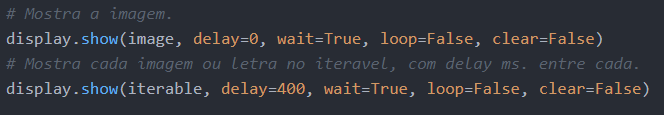 # Mostra a imagem.
display.show(image, delay=0, wait=True, loop=False, clear=False)
# Mostra cada imagem ou letra no iteravel, com delay ms. entre cada.
display.show(iterable, delay=400, wait=True, loop=False, clear=False)